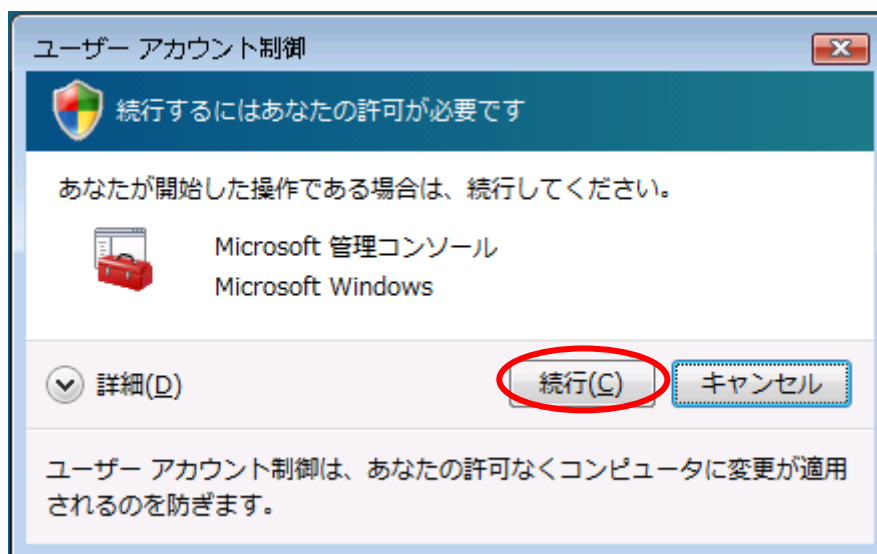 ユーザー アカウント制御
続行するにはあなたの許可が必要です
あなたが開始した操作である場合は、続行してください。
Microsoft 管理コンソール
Microsoft Windows
詳細(D)
続行(C)
キャンセル
ユーザー アカウント制御は、あなたの許可なくコンピュータに変更が適用
されるのを防ぎます。